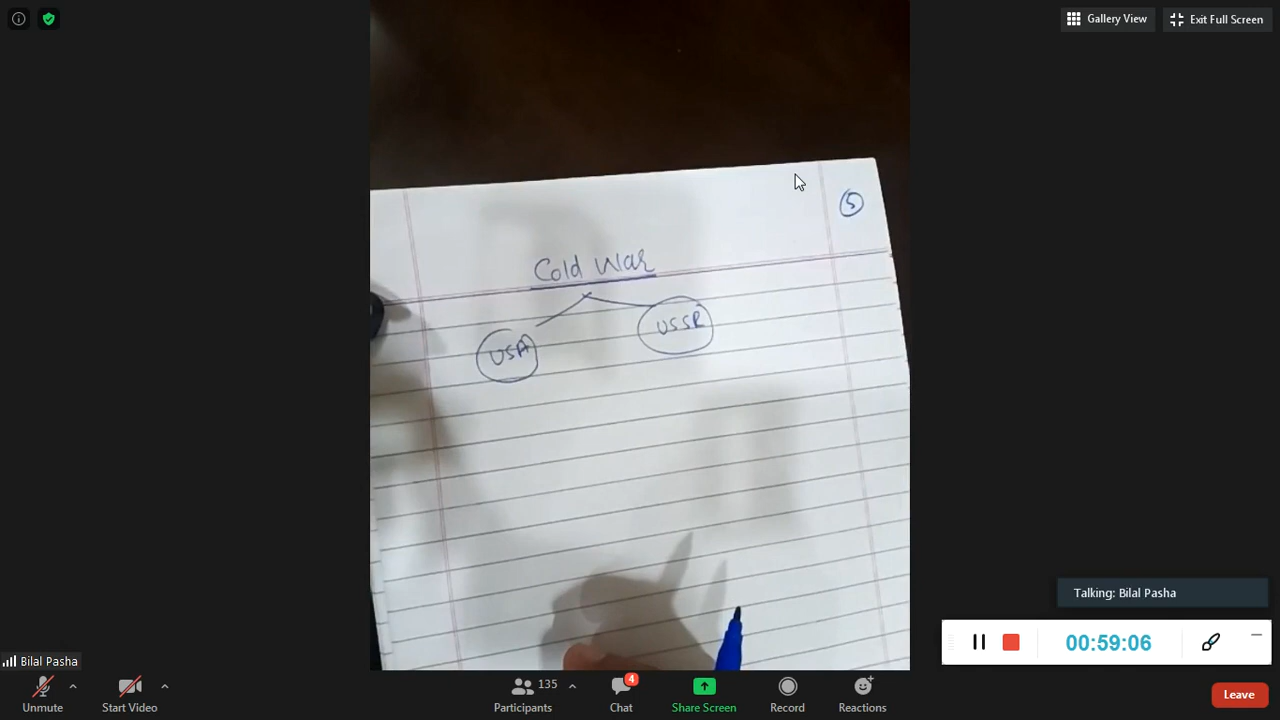 Gallery View
Exit Full Screen
5
Cold War
USA
USSR
Talking: Bilal Pasha
00:59:06
Bilal Pasha
Unmute
Start Video
135
Participants
4
Chat
Share Screen
Record
Reactions
Leave